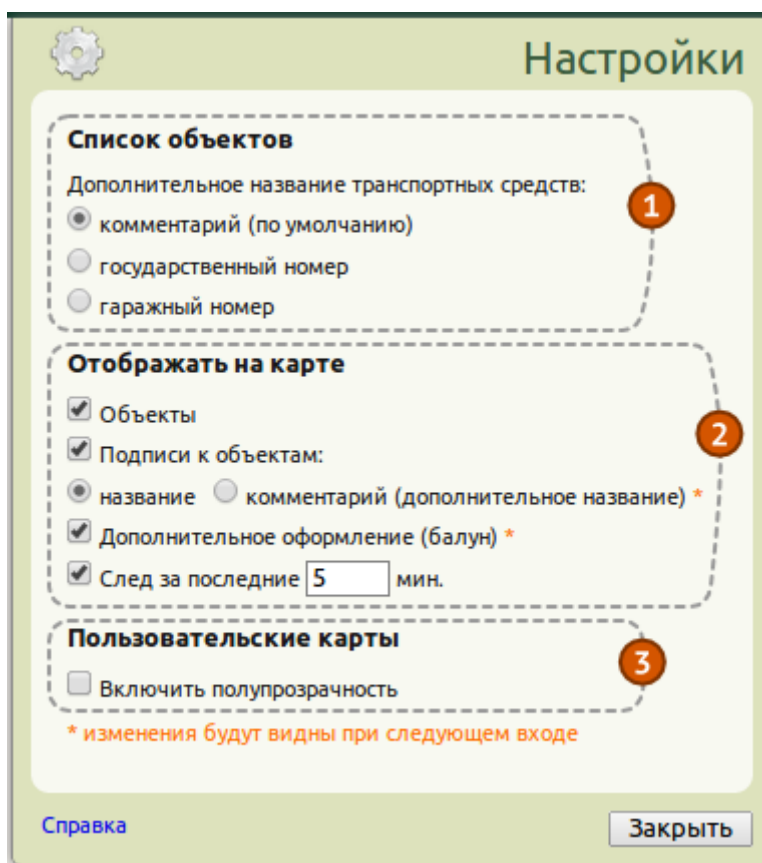 Настройки
Список объектов
Дополнительное название транспортных средств:
1
комментарий (по умолчанию)
государственный номер
гаражный номер
Отображать на карте
Объекты
2
Подписи к объектам:
название комментарий (дополнительное название) *
Дополнительное оформление (балун) *
След за последние 5 мин.
Пользовательские карты
3
Включить полупрозрачность
* изменения будут видны при следующем входе
Справка Закрыть